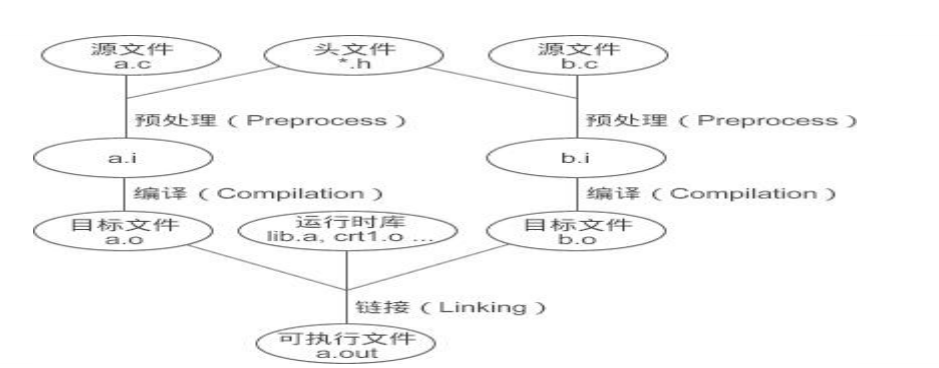 源文件 头文件 源文件
a.c *.h b.c
预处理（Preprocess） 预处理（Preprocess）
a.i b.i
编译（Compilation） 编译（Compilation）
目标文件 运行时库 目标文件
a.o lib.a, crt1.o ... b.o
链接（Linking）
可执行文件
a.out